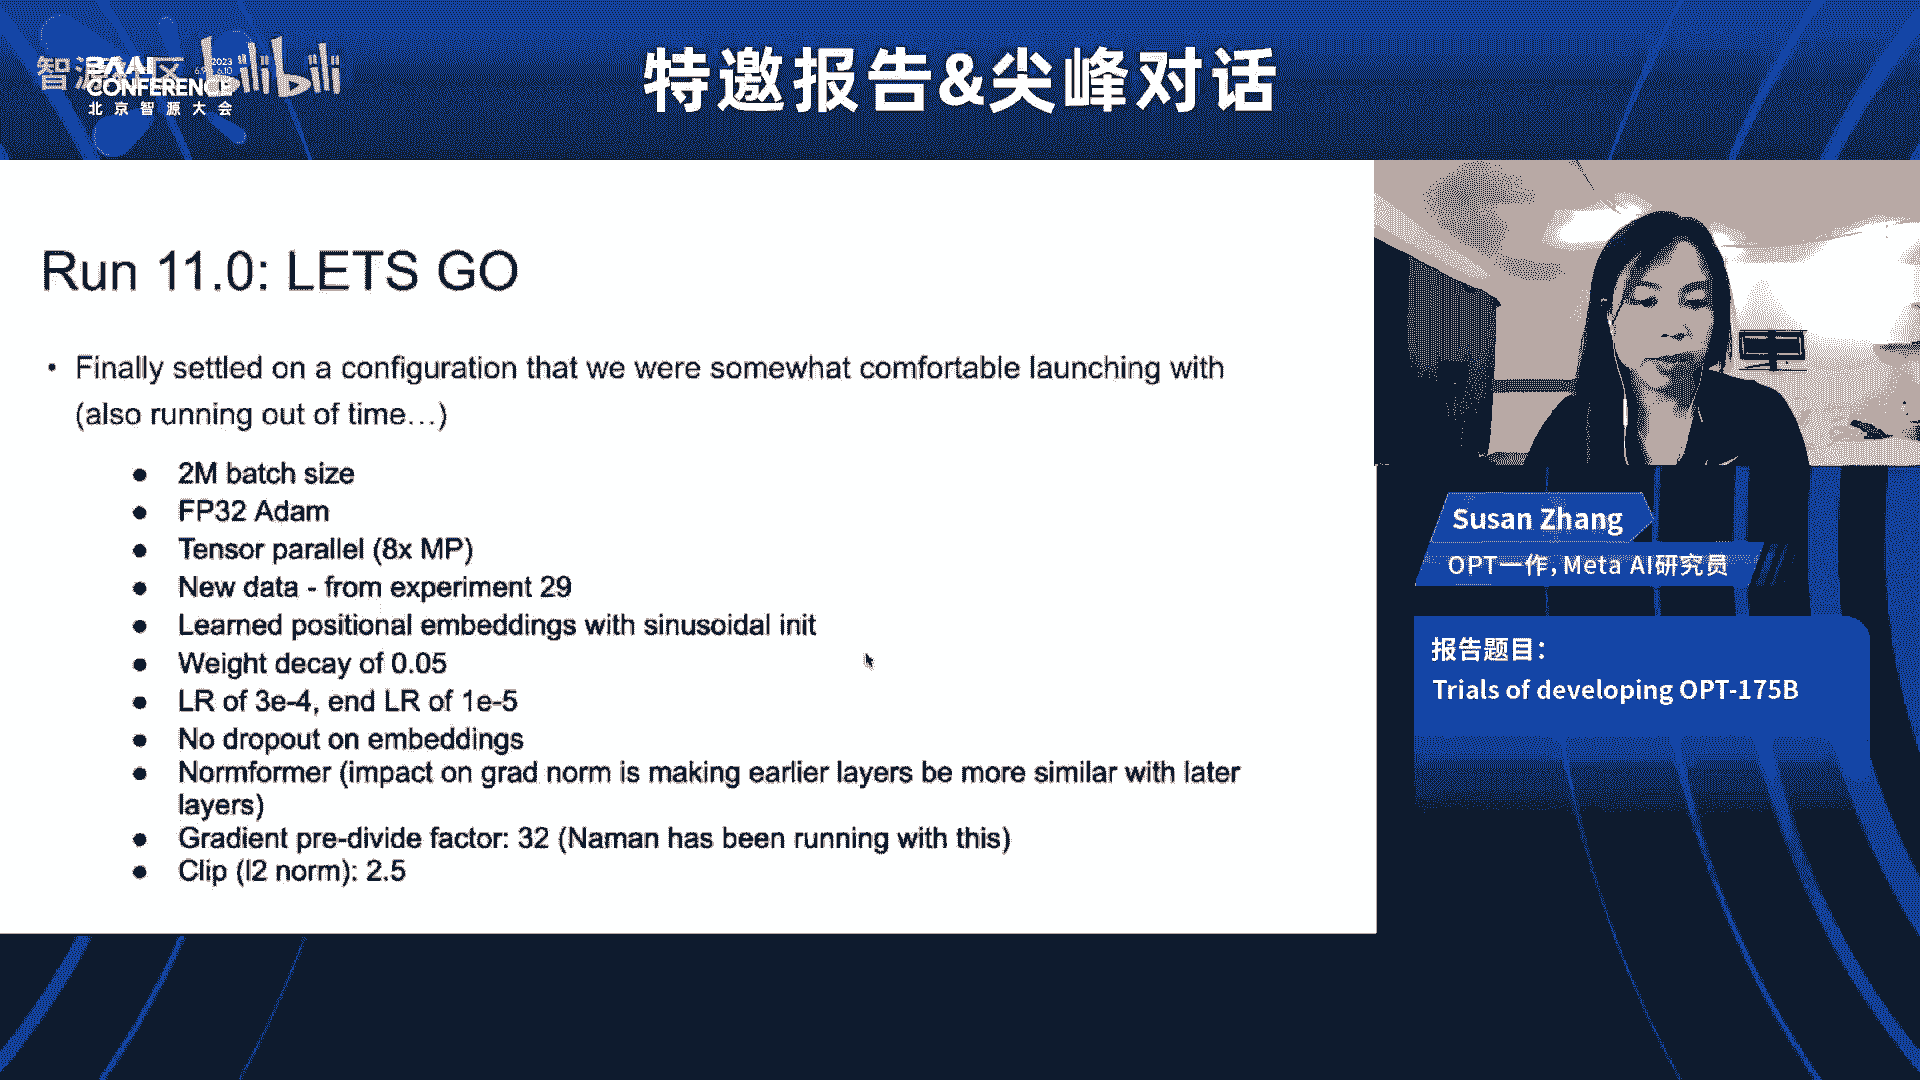 特邀报告&尖峰对话
bilibili
2023
CONFERENCE
北京智源大会
Run 11.0: LETS GO
• Finally settled on a configuration that we were somewhat comfortable launching with
(also running out of time…)
● 2M batch size
● FP32 Adam
● Tensor parallel (8x MP)
● New data - from experiment 29
● Learned positional embeddings with sinusoidal init
● Weight decay of 0.05
● LR of 3e-4, end LR of 1e-5
● No dropout on embeddings
● Normformer (impact on grad norm is making earlier layers be more similar with later
layers)
● Gradient pre-divide factor: 32 (Naman has been running with this)
● Clip (l2 norm): 2.5
Susan Zhang
OPT一作, Meta AI研究员
报告题目：
Trials of developing OPT-175B